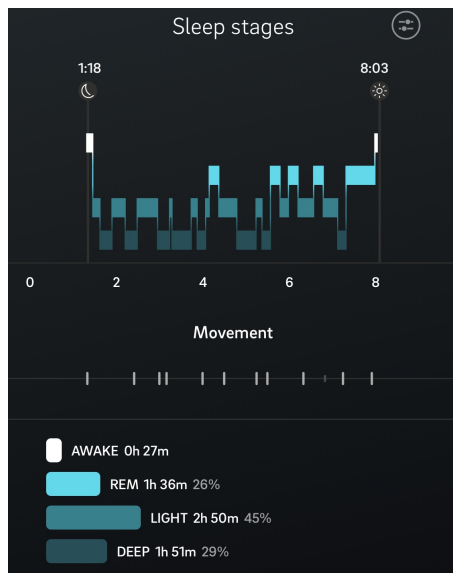 Sleep stages
1:18 8:03
0 2 4 6 8
Movement
AWAKE 0h 27m
REM 1h 36m 26%
LIGHT 2h 50m 45%
DEEP 1h 51m 29%